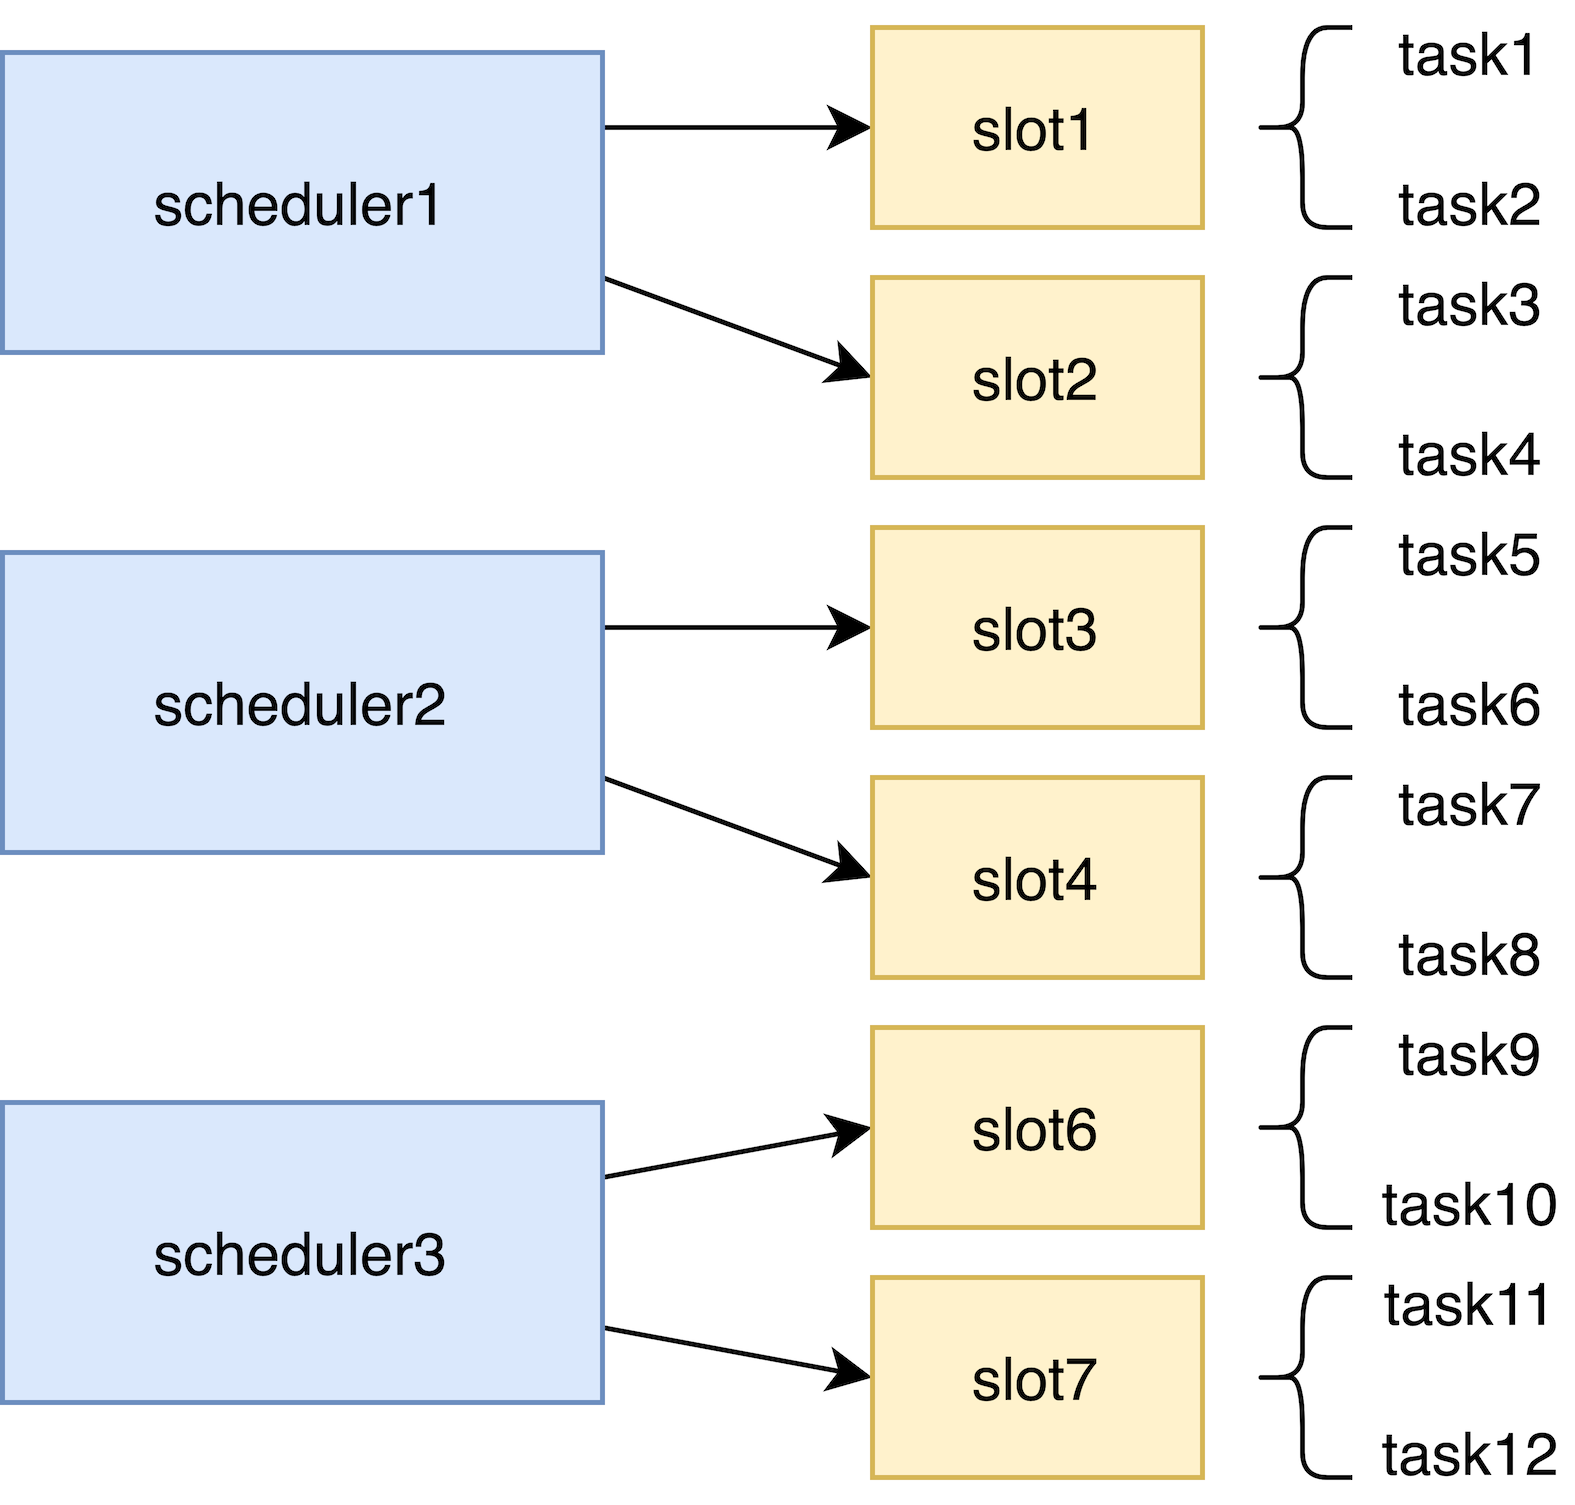 scheduler1
slot1
task1
task2
slot2
task3
task4
scheduler2
slot3
task5
task6
slot4
task7
task8
scheduler3
slot6
task9
task10
slot7
task11
task12